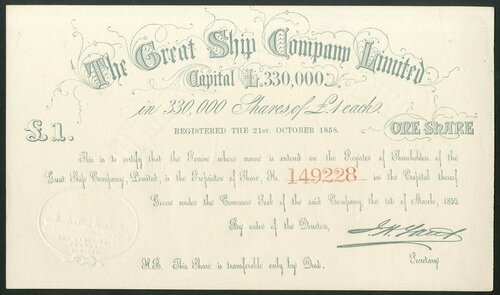 The Great Ship Company Limited
Capital £.330,000.
in 330,000 Shares of £.1 each.
REGISTERED THE 21st. OCTOBER 1858.
£1.
ONE SHARE
This is to certify that the Person whose name is entered on the Register of Shareholders of the
Great Ship Company, Limited, is the Proprietor of Share, No. 149228 in the Capital thereof
Given under the Common Seal of the said Company the 1st of March, 1859.
By order of the Directors,
Secretary
N.B. This Share is transferable only by Deed.